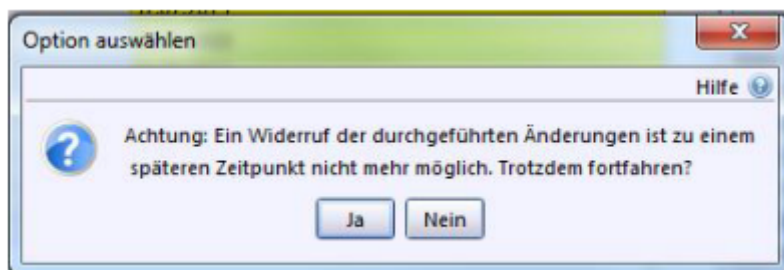 Option auswählen
Hilfe
Achtung: Ein Widerruf der durchgeführten Änderungen ist zu einem
späteren Zeitpunkt nicht mehr möglich. Trotzdem fortfahren?
Ja
Nein